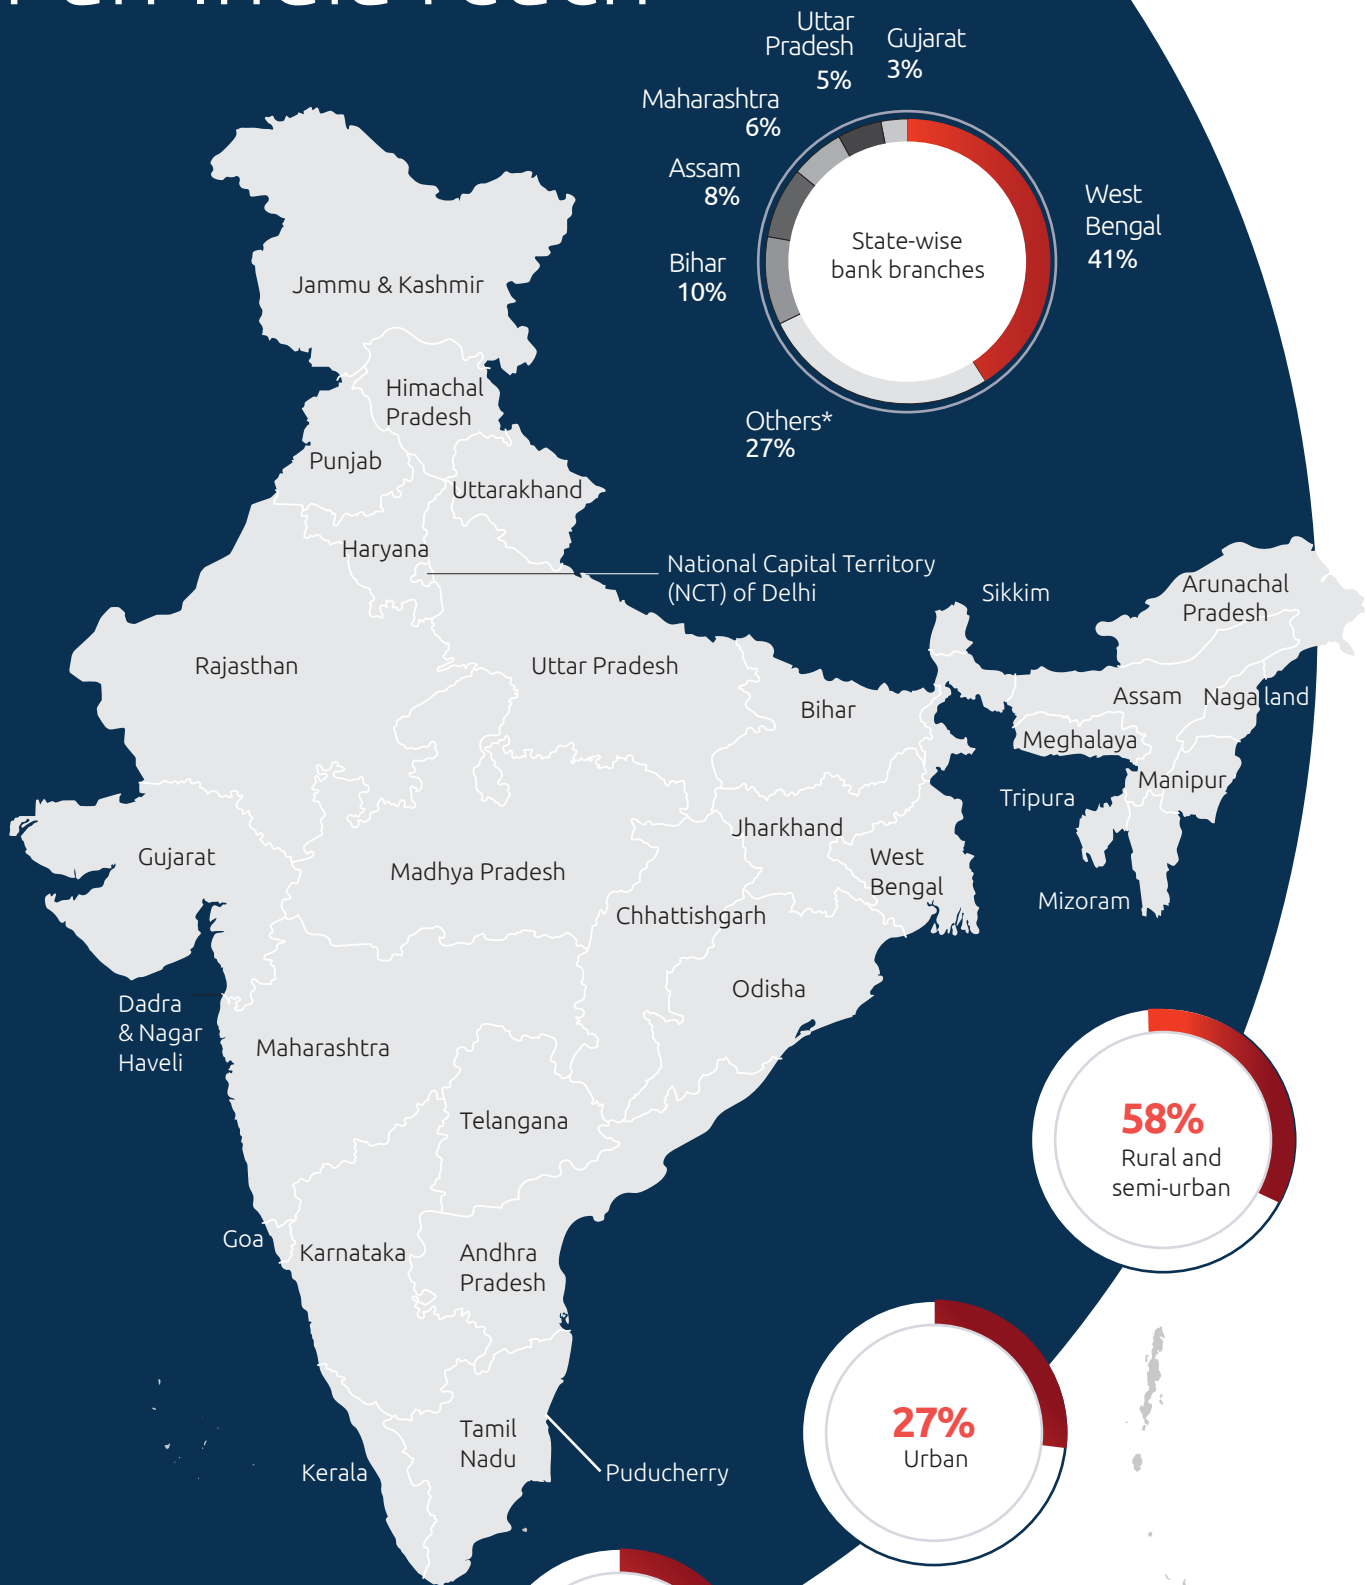 Uttar
Pradesh
5%
Gujarat
3%
Maharashtra
6%
Assam
8%
Bihar
10%
West
Bengal
41%
State-wise
bank branches
Others*
27%
Jammu & Kashmir
Himachal
Pradesh
Punjab
Uttarakhand
Haryana
National Capital Territory
(NCT) of Delhi
Sikkim
Arunachal
Pradesh
Rajasthan
Uttar Pradesh
Bihar
Assam
Nagaland
Meghalaya
Manipur
Tripura
Jharkhand
Gujarat
Madhya Pradesh
West
Bengal
Mizoram
Chhattishgarh
Odisha
Dadra
& Nagar
Haveli
Maharashtra
Telangana
58%
Rural and
semi-urban
Goa
Karnataka
Andhra
Pradesh
27%
Urban
Tamil
Nadu
Kerala
Puducherry